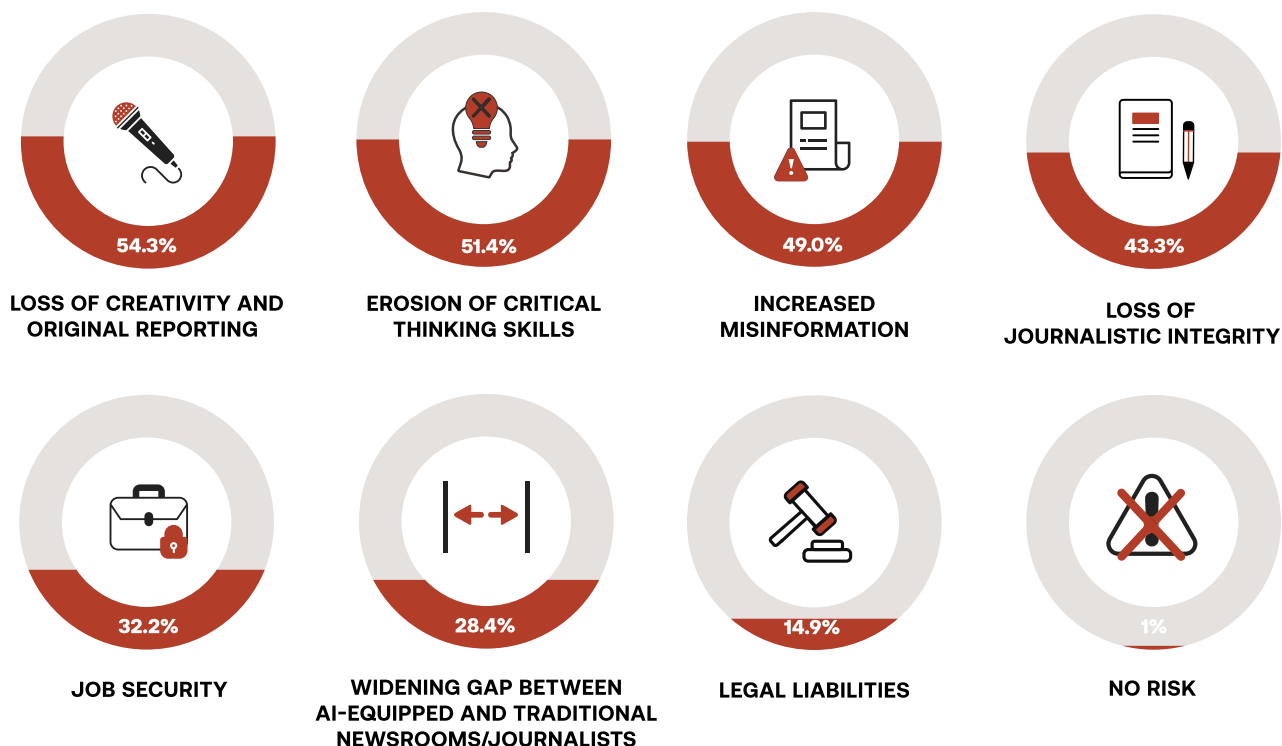 54.3%
51.4%
49.0%
43.3%
LOSS OF CREATIVITY AND
ORIGINAL REPORTING
EROSION OF CRITICAL
THINKING SKILLS
INCREASED
MISINFORMATION
LOSS OF
JOURNALISTIC INTEGRITY
32.2%
28.4%
14.9%
1%
JOB SECURITY
WIDENING GAP BETWEEN
AI-EQUIPPED AND TRADITIONAL
NEWSROOMS/JOURNALISTS
LEGAL LIABILITIES
NO RISK